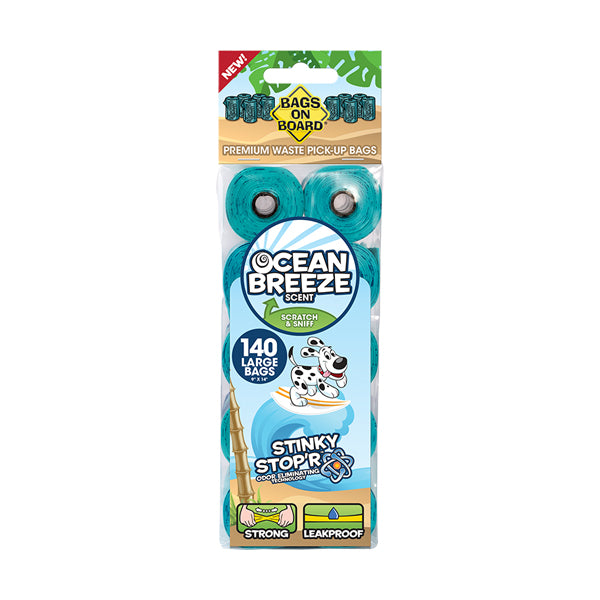 NEW!
BAGS
ON
BOARD®
PREMIUM WASTE PICK-UP BAGS
OCEAN
BREEZE
SCENT
SCRATCH
& SNIFF
140
LARGE
BAGS
9" X 14"
STINKY
STOP'R
ODOR ELIMINATING
TECHNOLOGY
STRONG
LEAKPROOF